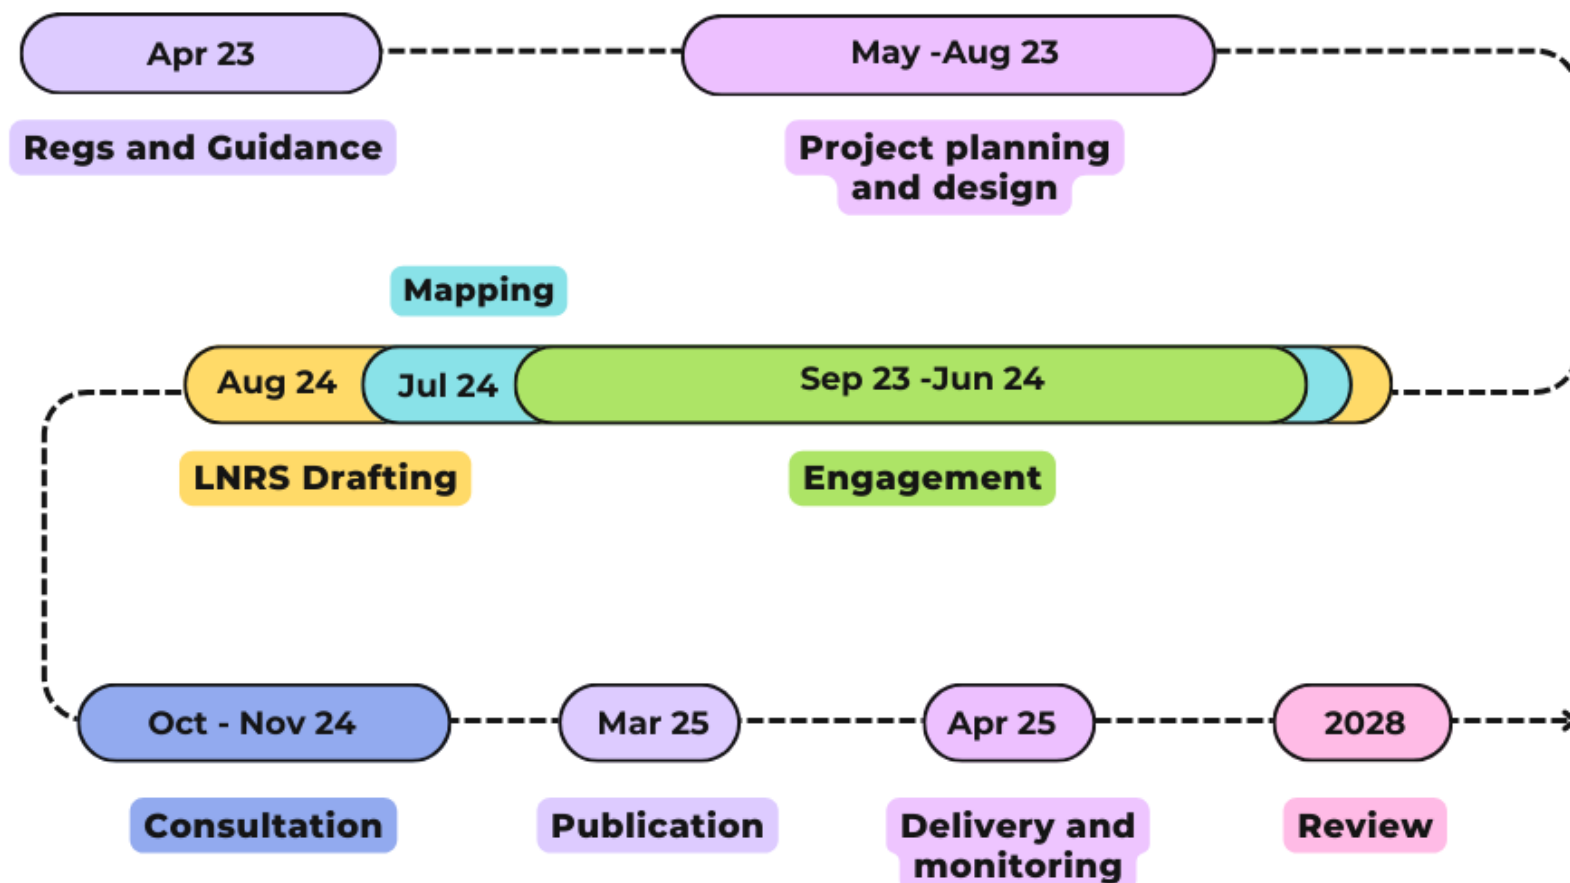 Apr 23
May -Aug 23
Regs and Guidance
Project planning
and design
Mapping
Aug 24
Jul 24
Sep 23 -Jun 24
LNRS Drafting
Engagement
Oct - Nov 24
Mar 25
Apr 25
2028
Consultation
Publication
Delivery and
monitoring
Review